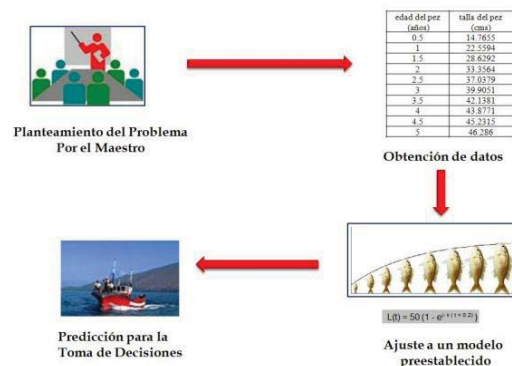 Planteamiento del Problema
Por el Maestro
edad del pez talla del pez
(años) (cms)
0.5 14.7655
1 22.5594
1.5 28.6292
2 33.3564
2.5 37.0379
3 39.9051
3.5 42.1381
4 43.8771
4.5 45.2315
5 46.286
Obtención de datos
L(t) = 50 (1 - e
Ajuste a un modelo
preestablecido
Predicción para la
Toma de Decisiones